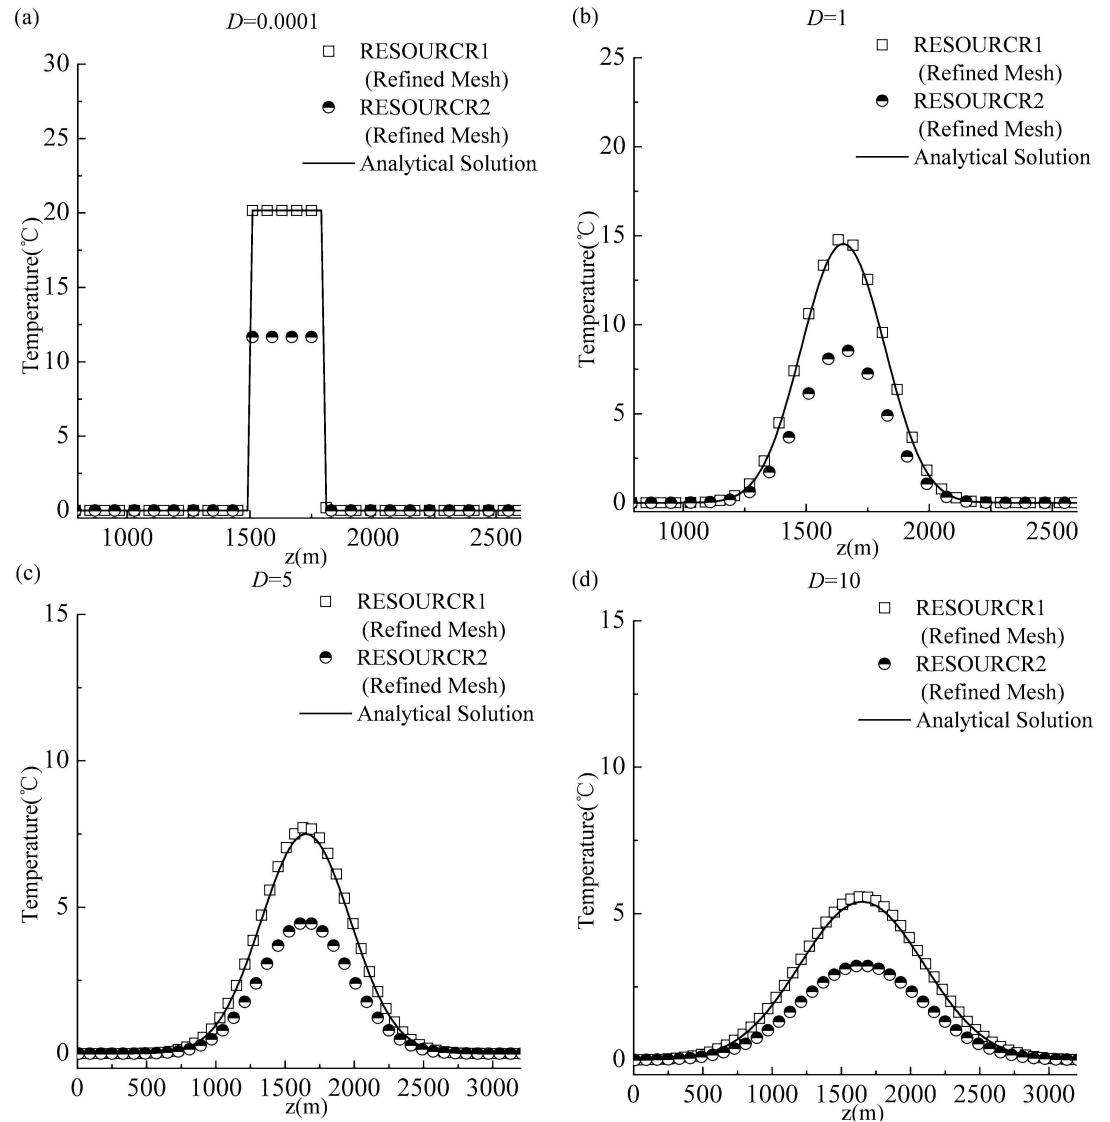 (a)
D=0.0001
RESOURCR1
(Refined Mesh)
RESOURCR2
(Refined Mesh)
Analytical Solution
30
25
20
15
10
5
0
Temperature(℃)
1000
1500
2000
2500
z(m)
(b)
D=1
RESOURCR1
(Refined Mesh)
RESOURCR2
(Refined Mesh)
Analytical Solution
25
20
15
10
5
0
Temperature(℃)
1000
1500
2000
2500
z(m)
(c)
D=5
RESOURCR1
(Refined Mesh)
RESOURCR2
(Refined Mesh)
Analytical Solution
15
10
5
0
Temperature(℃)
0
500
1000
1500
2000
2500
3000
z(m)
(d)
D=10
RESOURCR1
(Refined Mesh)
RESOURCR2
(Refined Mesh)
Analytical Solution
15
10
5
0
Temperature(℃)
0
500
1000
1500
2000
2500
3000
z(m)